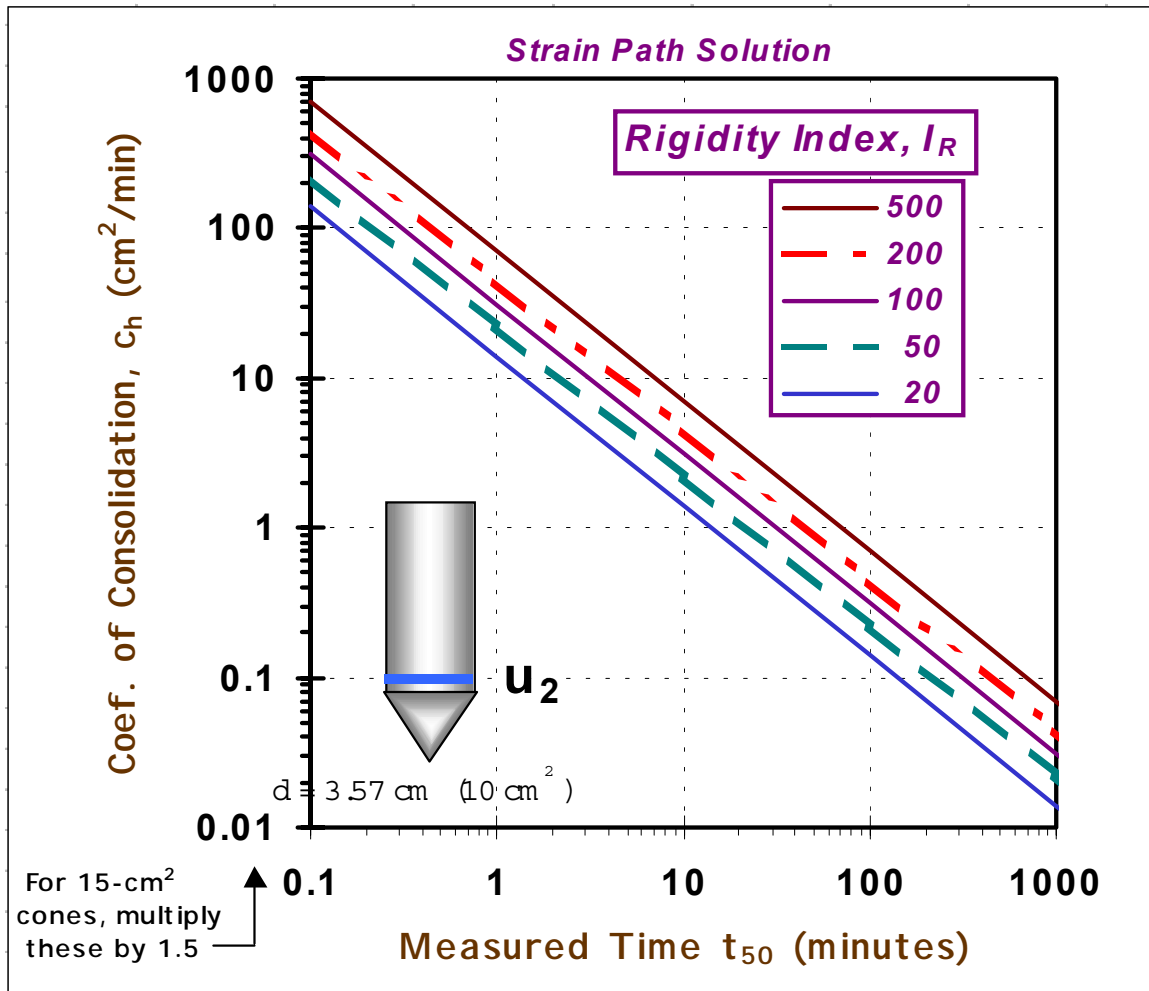 Strain Path Solution
Coef. of Consolidation, c_h (cm²/min)
1000
100
10
1
0.1
0.01
Rigidity Index, I_R
500
200
100
50
20
u₂
d = 3.57 cm (10 cm²)
0.1 1 10 100 1000
Measured Time t₅₀ (minutes)
For 15-cm²
cones, multiply
these by 1.5